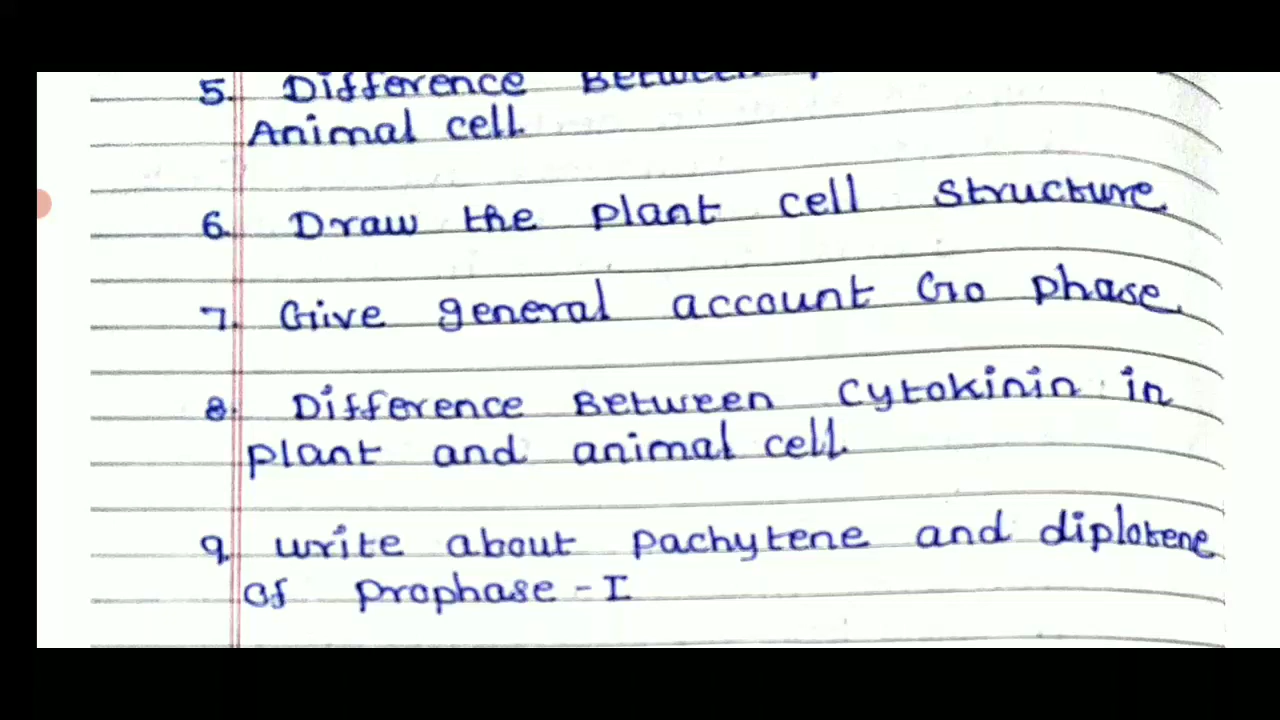 5. Difference Between
Animal cell
6. Draw the plant cell structure.
7. Give general account Go phase.
8. Difference Between Cytokinin in
plant and animal cell.
9. write about pachytene and diplotene
of prophase - I